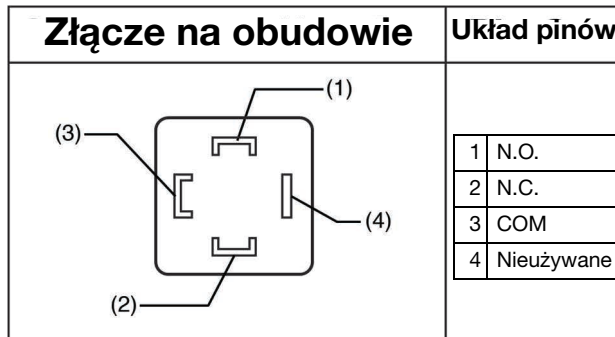 Złącze na obudowie
Układ pinów
(1)
(3)
(4)
(2)
1 N.O.
2 N.C.
3 COM
4 Nieużywane